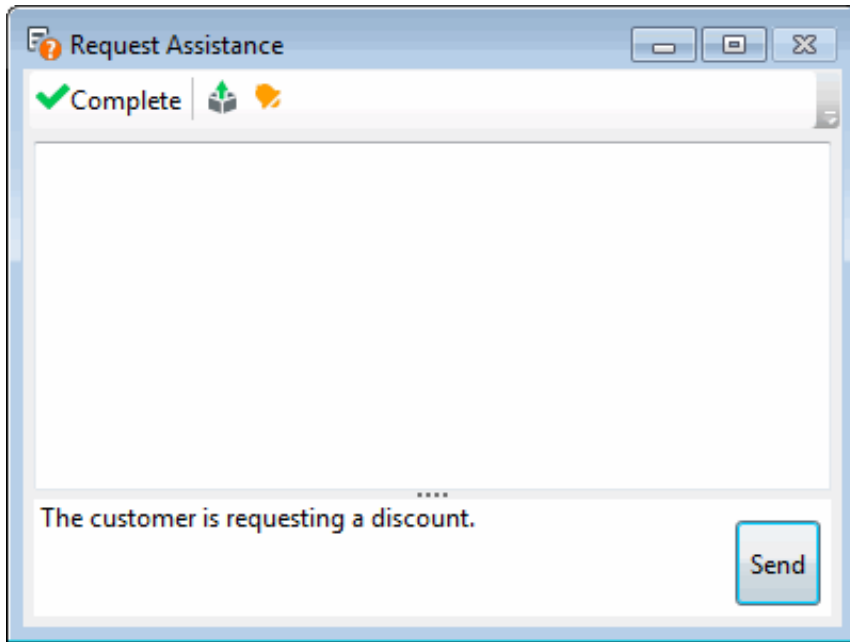 Request Assistance
Complete
The customer is requesting a discount.
Send